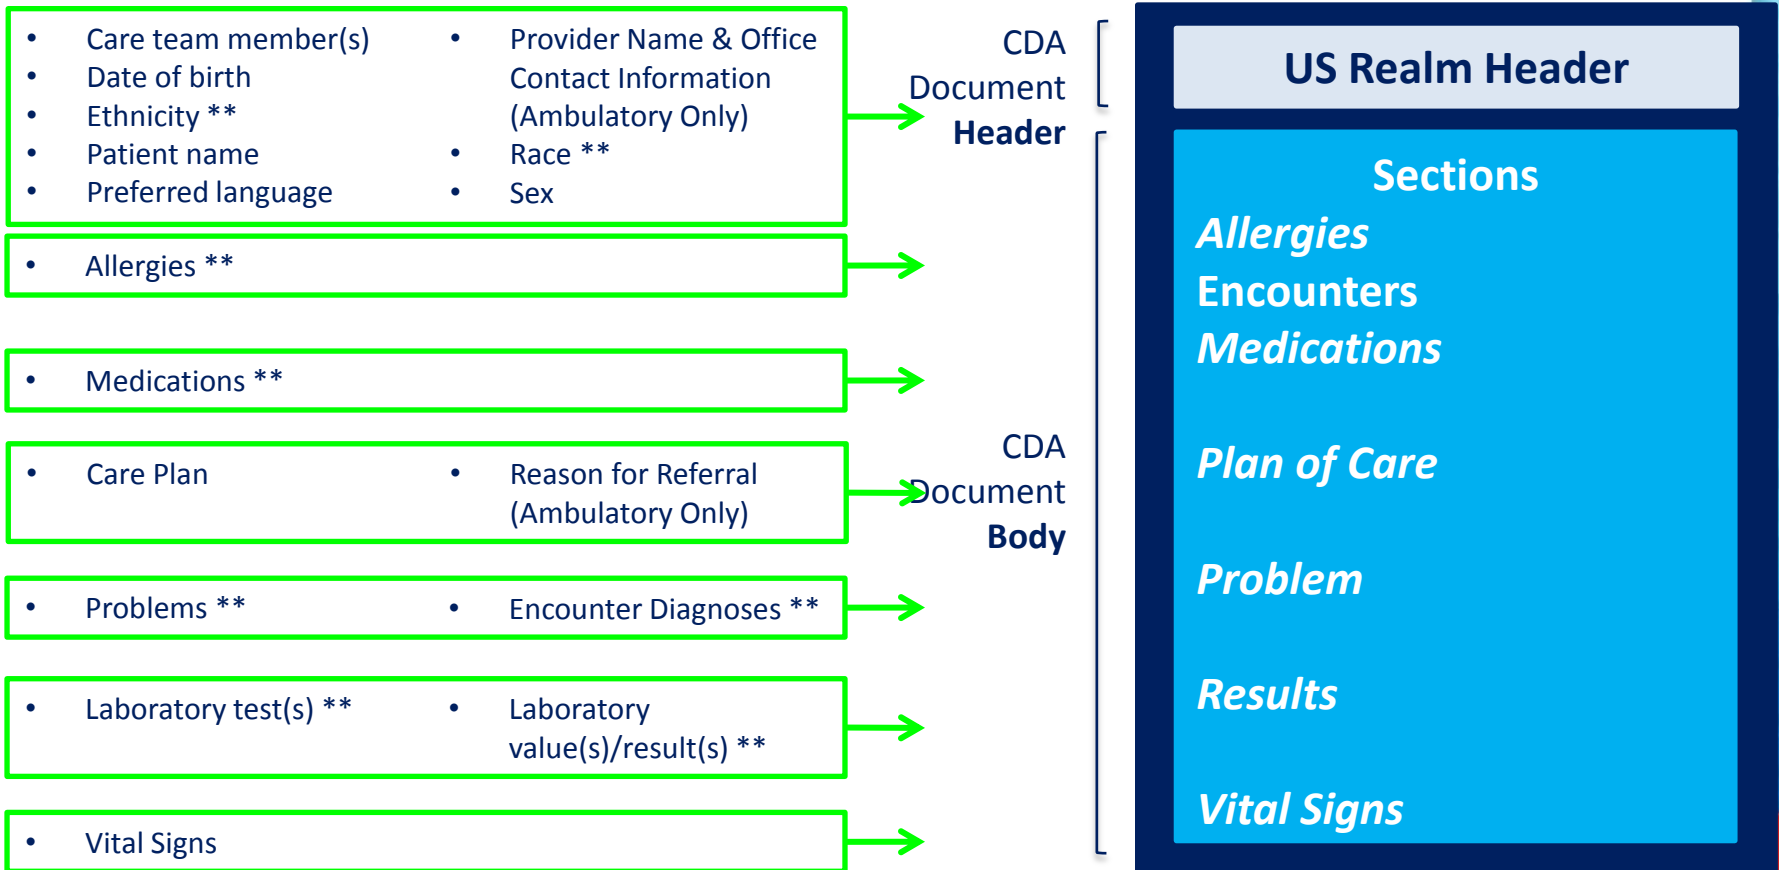 • Care team member(s)
• Date of birth
• Ethnicity **
• Patient name
• Preferred language
• Provider Name & Office
Contact Information
(Ambulatory Only)
• Race **
• Sex
• Allergies **
• Medications **
• Care Plan
• Reason for Referral
(Ambulatory Only)
• Problems **
• Encounter Diagnoses **
• Laboratory test(s) **
• Laboratory
value(s)/result(s) **
• Vital Signs
CDA
Document
Header
CDA
Document
Body
US Realm Header
Sections
Allergies
Encounters
Medications
Plan of Care
Problem
Results
Vital Signs